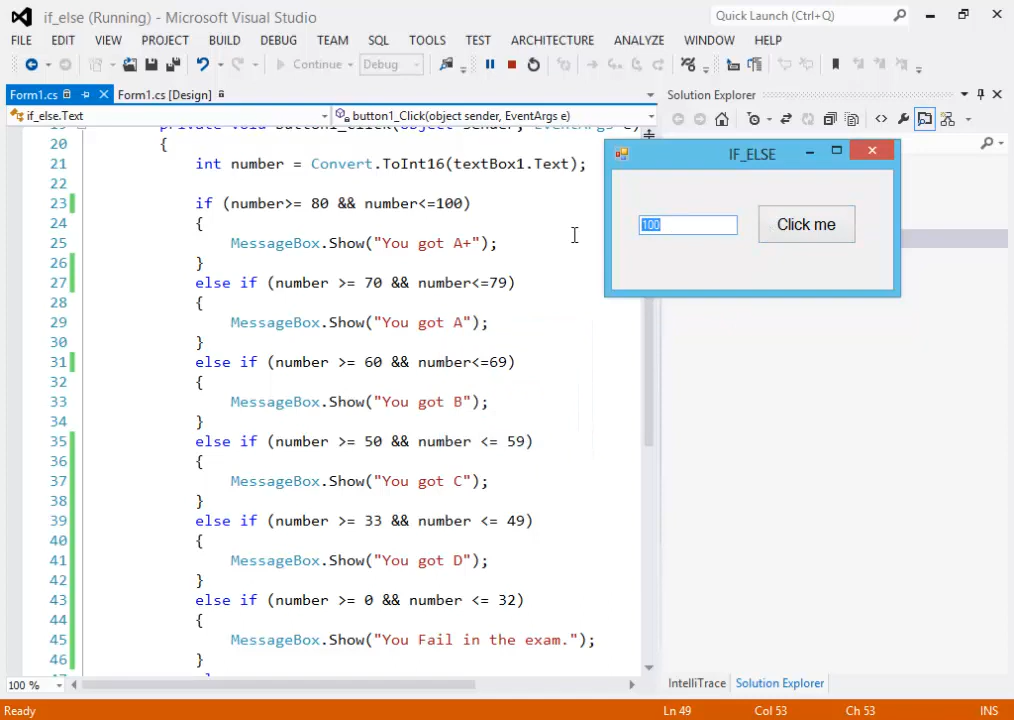 if_else (Running) - Microsoft Visual Studio
Quick Launch (Ctrl+Q)
FILE EDIT VIEW PROJECT BUILD DEBUG TEAM SQL TOOLS TEST ARCHITECTURE ANALYZE WINDOW HELP
Continue Debug
Form1.cs Form1.cs [Design]
Solution Explorer
if_else.Text button1_Click(object sender, EventArgs e)
19 private void button1_Click(object sender, EventArgs e)
20 {
21 int number = Convert.ToInt16(textBox1.Text);
22
23 if (number>= 80 && number<=100)
24 {
25 MessageBox.Show("You got A+");
26 }
27 else if (number >= 70 && number<=79)
28 {
29 MessageBox.Show("You got A");
30 }
31 else if (number >= 60 && number<=69)
32 {
33 MessageBox.Show("You got B");
34 }
35 else if (number >= 50 && number <= 59)
36 {
37 MessageBox.Show("You got C");
38 }
39 else if (number >= 33 && number <= 49)
40 {
41 MessageBox.Show("You got D");
42 }
43 else if (number >= 0 && number <= 32)
44 {
45 MessageBox.Show("You Fail in the exam.");
46 }
IF_ELSE
100 Click me
100 %
IntelliTrace Solution Explorer
Ready Ln 49 Col 53 Ch 53 INS